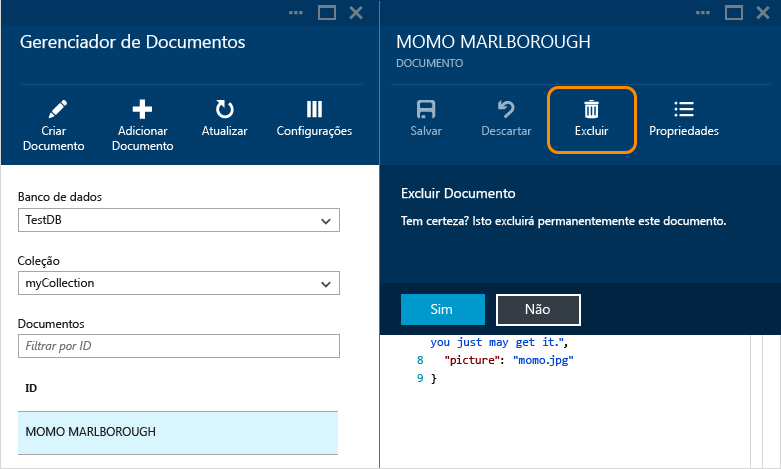 Gerenciador de Documentos
Criar
Documento
Adicionar
Documento
Atualizar
Configurações
Banco de dados
TestDB
Coleção
myCollection
Documentos
Filtrar por ID
ID
MOMO MARLBOROUGH
MOMO MARLBOROUGH
DOCUMENTO
Salvar
Descartar
Excluir
Propriedades
Excluir Documento
Tem certeza? Isto excluirá permanentemente este documento.
Sim
Não
you just may get it.",
8 "picture": "momo.jpg"
9 }